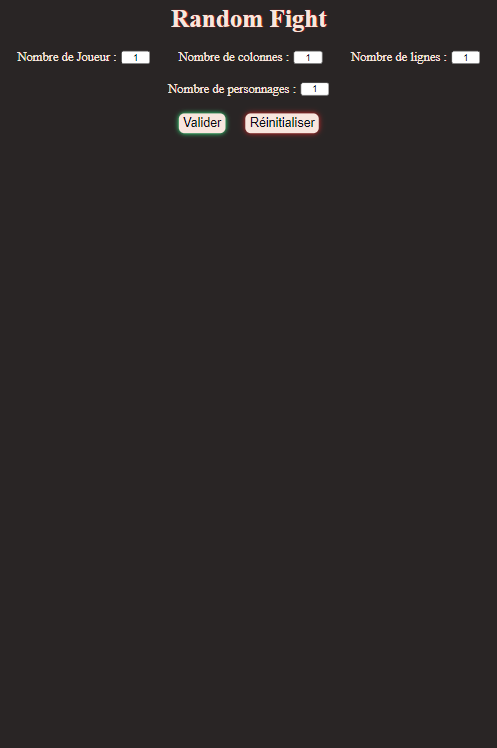 Random Fight
Nombre de Joueur : 1 Nombre de colonnes : 1 Nombre de lignes : 1
Nombre de personnages : 1
Valider Réinitialiser